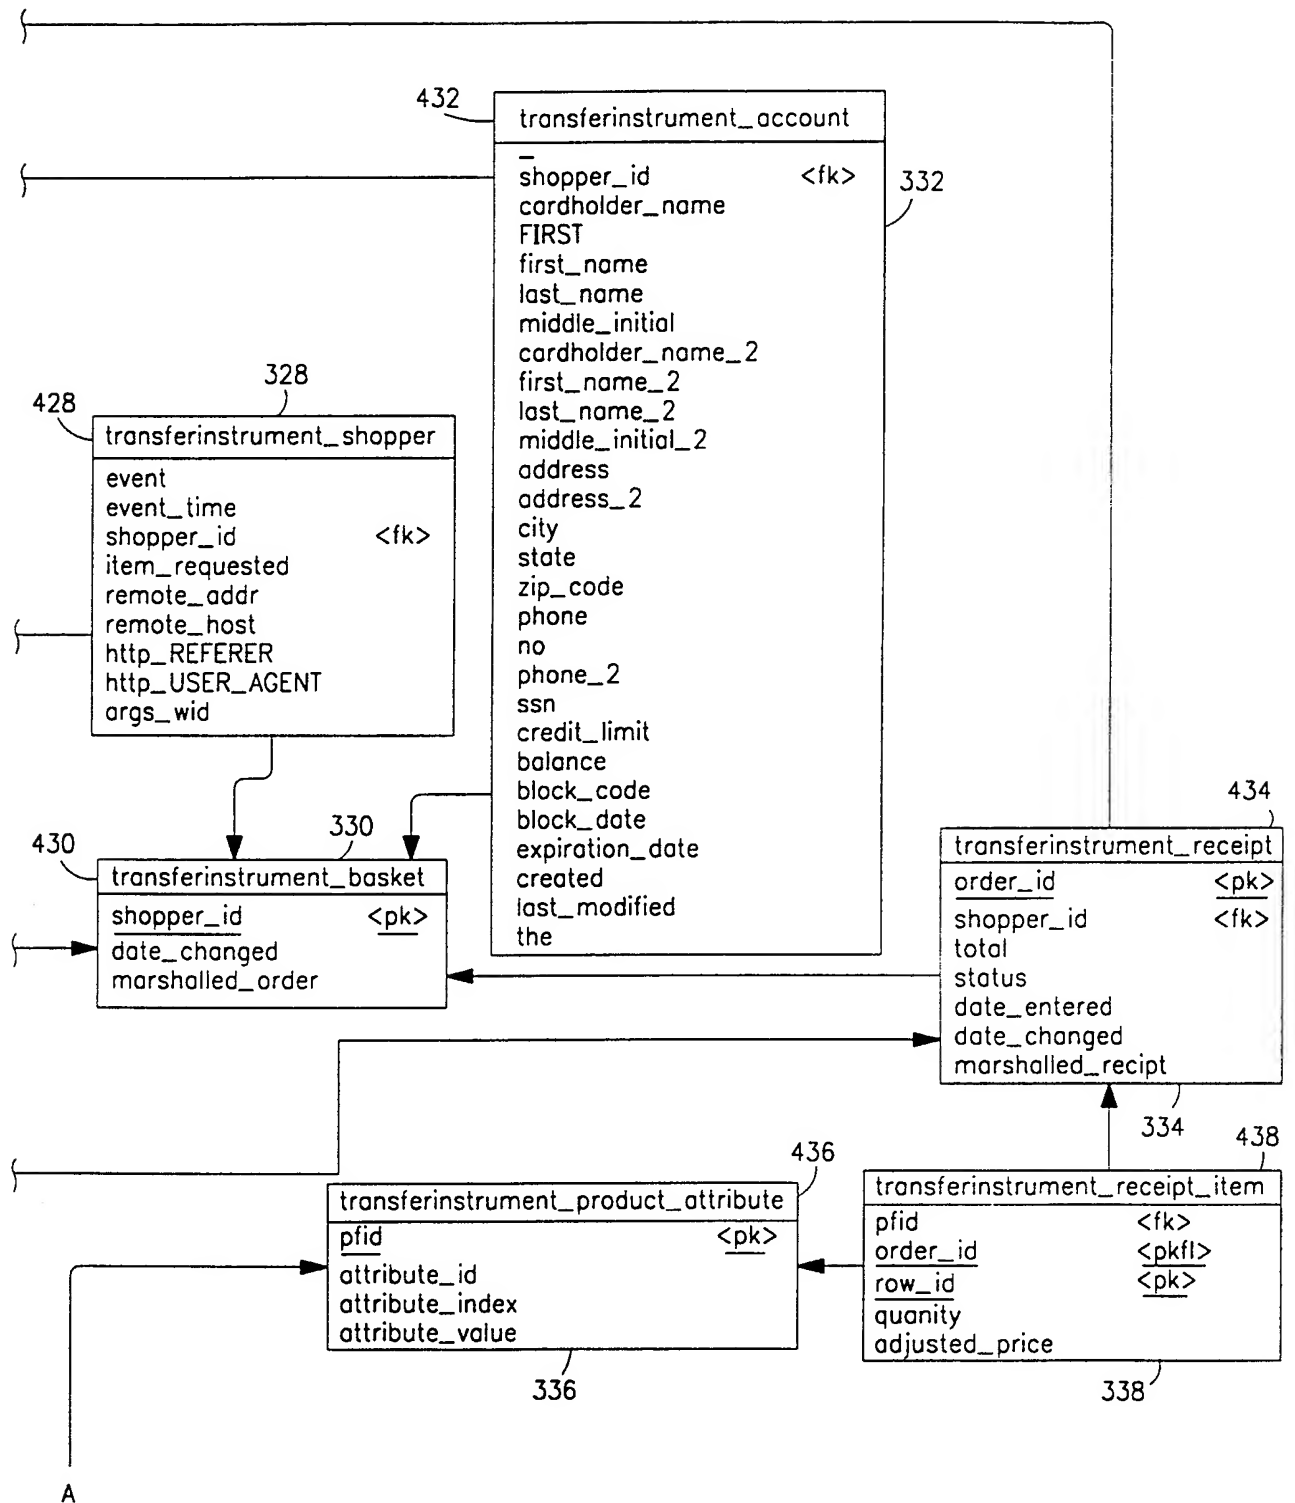 432
transferinstrument_account
shopper_id <fk>
332
cardholder_name
FIRST
first_name
last_name
middle_initial
cardholder_name_2
first_name_2
last_name_2
middle_initial_2
address
address_2
city
state
zip_code
phone
no
phone_2
ssn
credit_limit
balance
block_code
block_date
expiration_date
created
last_modified
the
328
428
transferinstrument_shopper
event
event_time
shopper_id <fk>
item_requested
remote_addr
remote_host
http_REFERER
http_USER_AGENT
args_wid
430
330
transferinstrument_basket
shopper_id <pk>
date_changed
marshalled_order
434
transferinstrument_receipt
order_id <pk>
shopper_id <fk>
total
status
date_entered
date_changed
marshalled_recipt
334
436
transferinstrument_product_attribute
pfid <pk>
attribute_id
attribute_index
attribute_value
336
438
transferinstrument_receipt_item
pfid <fk>
order_id <pkfl>
row_id <pk>
quanity
adjusted_price
338
A